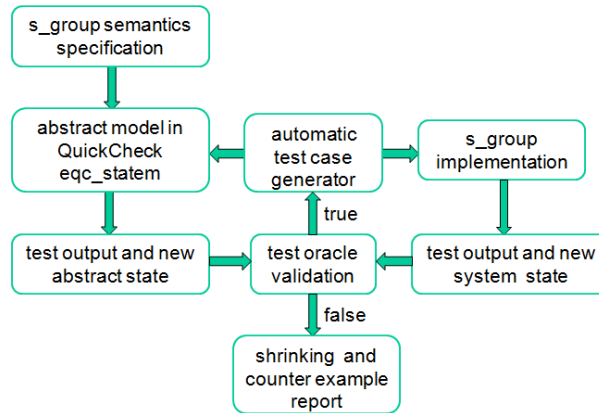 s_group semantics
specification
abstract model in
QuickCheck
eqc_statem
automatic
test case
generator
s_group
implementation
true
test output and new
abstract state
test oracle
validation
test output and new
system state
false
shrinking and
counter example
report